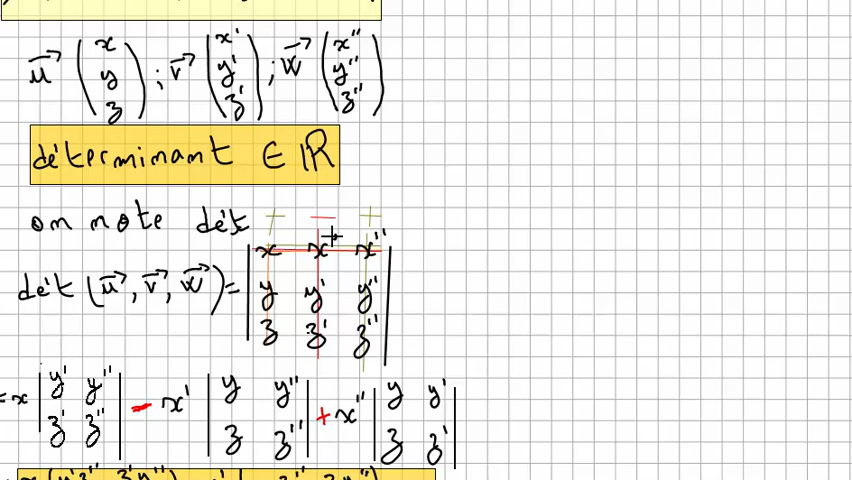 u⃗ (x y z) ; v⃗ (x' y' z') ; w⃗ (x'' y'' z'')
déterminant ∈ ℝ
on note dét
+ − +
x x' x''
dét (u⃗, v⃗, w⃗) = | y y' y'' |
z z' z''
= x | y' y'' | − x' | y y'' | + x'' | y y' |
z' z'' z z'' z z'